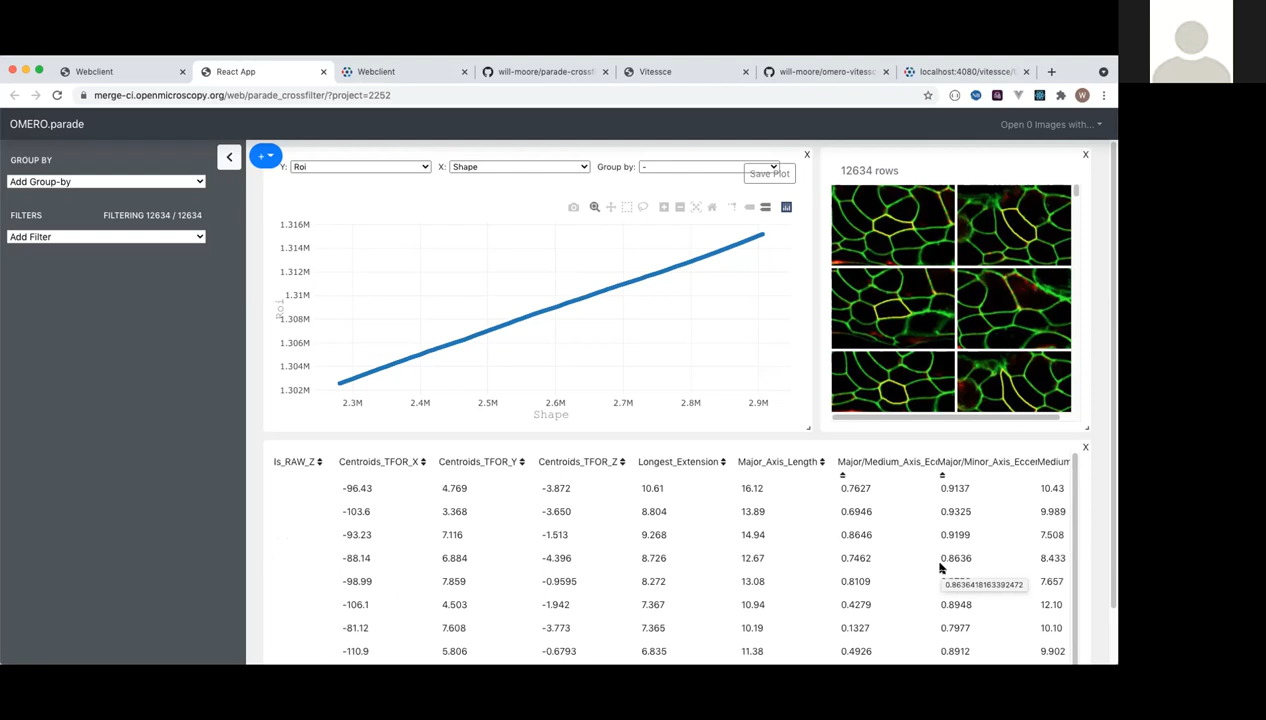 Webclient
React App
Webclient
will-moore/parade-crossf
Vitessce
will-moore/omero-vitessc
localhost:4080/vitessce/
merge-ci.openmicroscopy.org/web/parade_crossfilter/?project=2252
W
OMERO.parade
Open 0 Images with...
GROUP BY
Add Group-by
FILTERS FILTERING 12634 / 12634
Add Filter
+
Y: Roi X: Shape Group by: -
Save Plot
X
1.316M
1.314M
1.312M
1.31M
1.308M
1.306M
1.304M
1.302M
Roi
2.3M 2.4M 2.5M 2.6M 2.7M 2.8M 2.9M
Shape
X
12634 rows
X
Is_RAW_Z Centroids_TFOR_X Centroids_TFOR_Y Centroids_TFOR_Z Longest_Extension Major_Axis_Length Major/Medium_Axis_Ecc Major/Minor_Axis_Eccen Medium
-96.43 4.769 -3.872 10.61 16.12 0.7627 0.9137 10.43
-103.6 3.368 -3.650 8.804 13.89 0.6946 0.9325 9.989
-93.23 7.116 -1.513 9.268 14.94 0.8646 0.9199 7.508
-88.14 6.884 -4.396 8.726 12.67 0.7462 0.8636 8.433
-98.99 7.859 -0.9595 8.272 13.08 0.8109 7.657
0.8636418163392472
-106.1 4.503 -1.942 7.367 10.94 0.4279 0.8948 12.10
-81.12 7.608 -3.773 7.365 10.19 0.1327 0.7977 10.10
-110.9 5.806 -0.6793 6.835 11.38 0.4926 0.8912 9.902